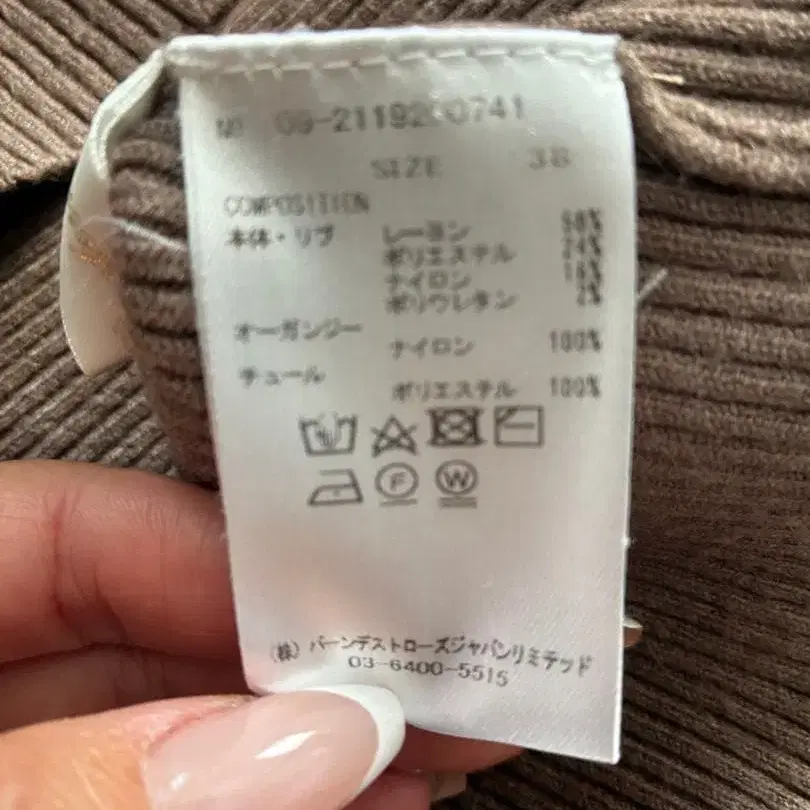 NO 09-2119200741
SIZE 38
COMPOSITION
本体・リブ レーヨン 58%
ポリエステル 24%
ナイロン 16%
ポリウレタン 2%
オーガンジー ナイロン 100%
チュール ポリエステル 100%
F W
(株) バーンデストローズジャパンリミテッド
03-6400-5515